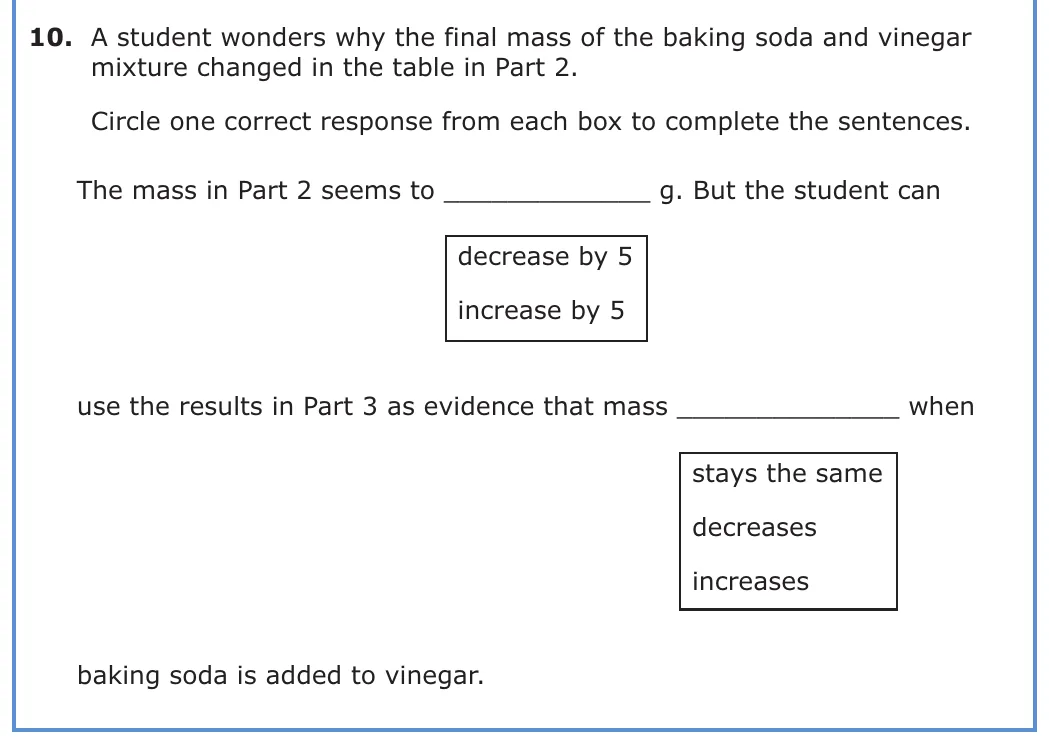 10. A student wonders why the final mass of the baking soda and vinegar
mixture changed in the table in Part 2.
Circle one correct response from each box to complete the sentences.
The mass in Part 2 seems to ______________ g. But the student can
decrease by 5
increase by 5
use the results in Part 3 as evidence that mass _______________ when
stays the same
decreases
increases
baking soda is added to vinegar.